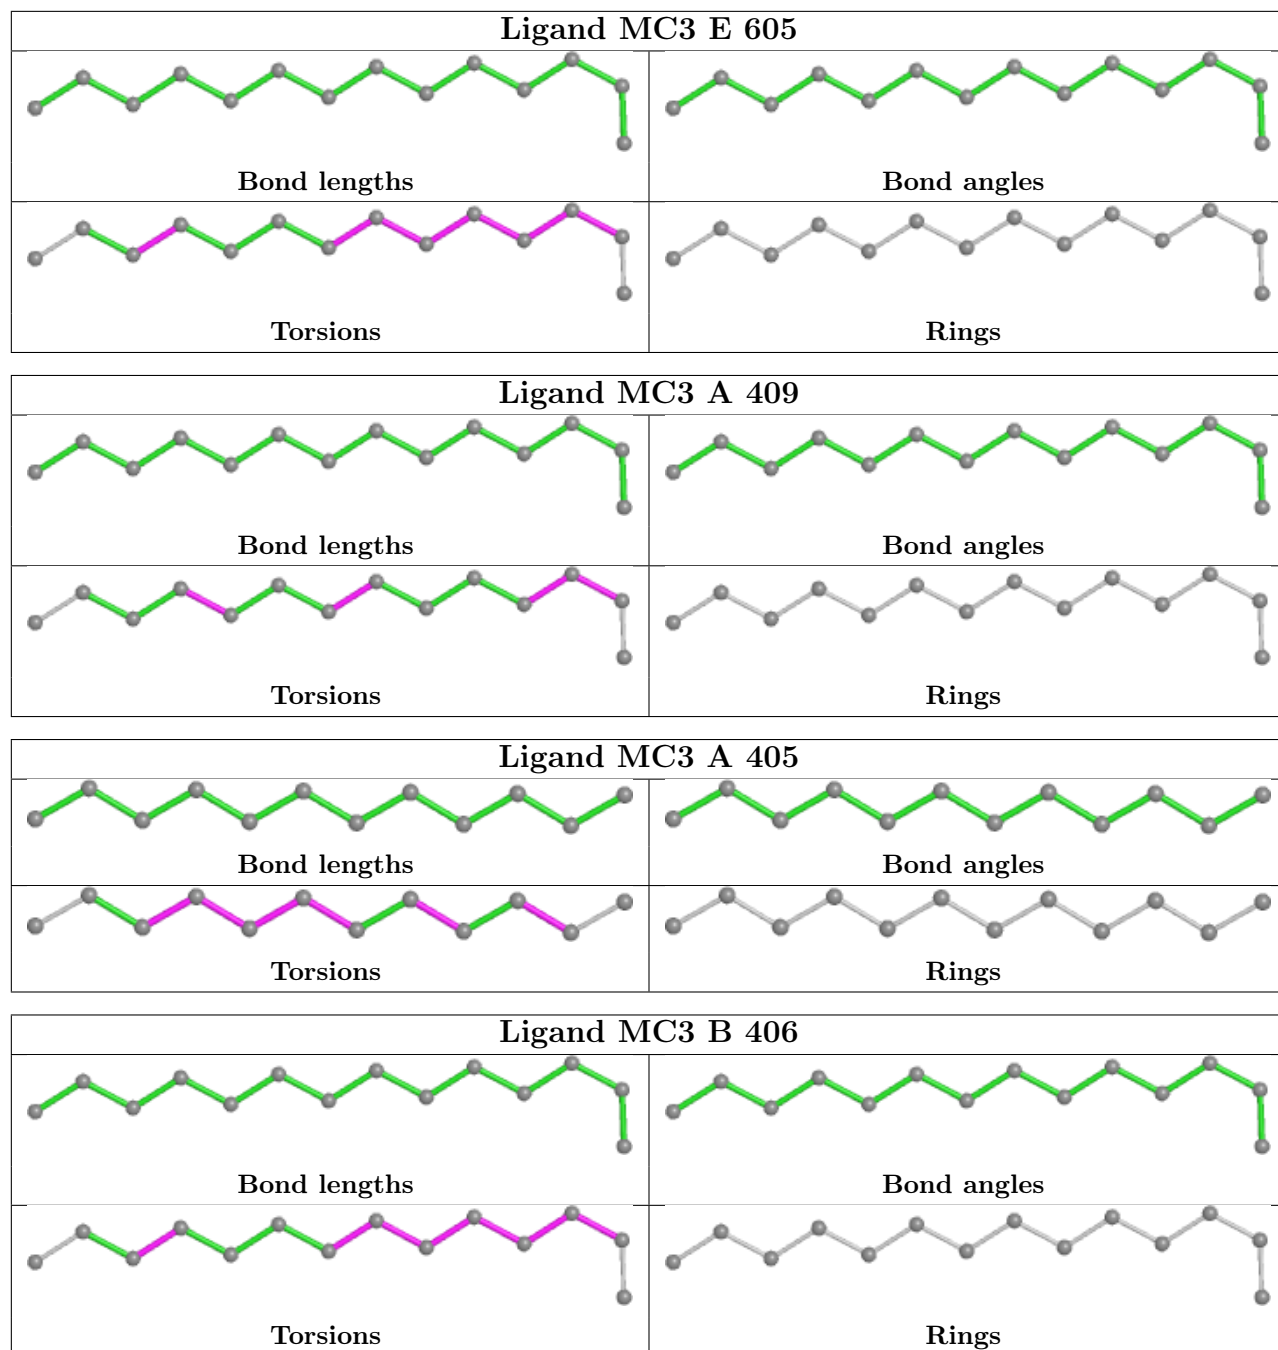 Ligand MC3 E 605
Bond lengths
Bond angles
Torsions
Rings
Ligand MC3 A 409
Bond lengths
Bond angles
Torsions
Rings
Ligand MC3 A 405
Bond lengths
Bond angles
Torsions
Rings
Ligand MC3 B 406
Bond lengths
Bond angles
Torsions
Rings